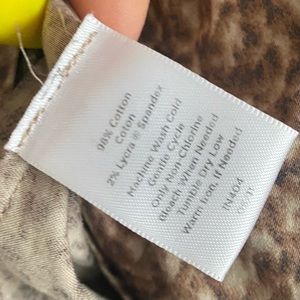 98% Cotton
Coton
2% Lycra ® Spandex
Machine Wash Cold
Gentle Cycle
Only Non-Chlorine
Bleach When Needed
Tumble Dry Low
Warm Iron, If Needed
IN404